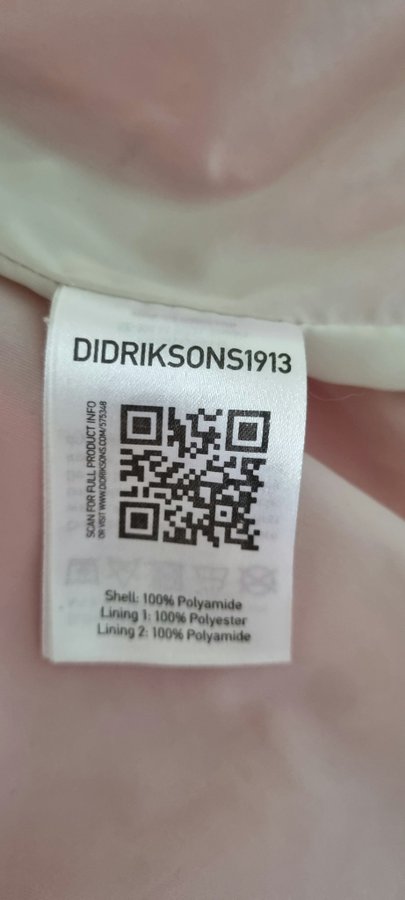 DIDRIKSONS1913
SCAN FOR FULL PRODUCT INFO
OR VISIT WWW.DIDRIKSONS.COM/575348
Shell: 100% Polyamide
Lining 1: 100% Polyester
Lining 2: 100% Polyamide